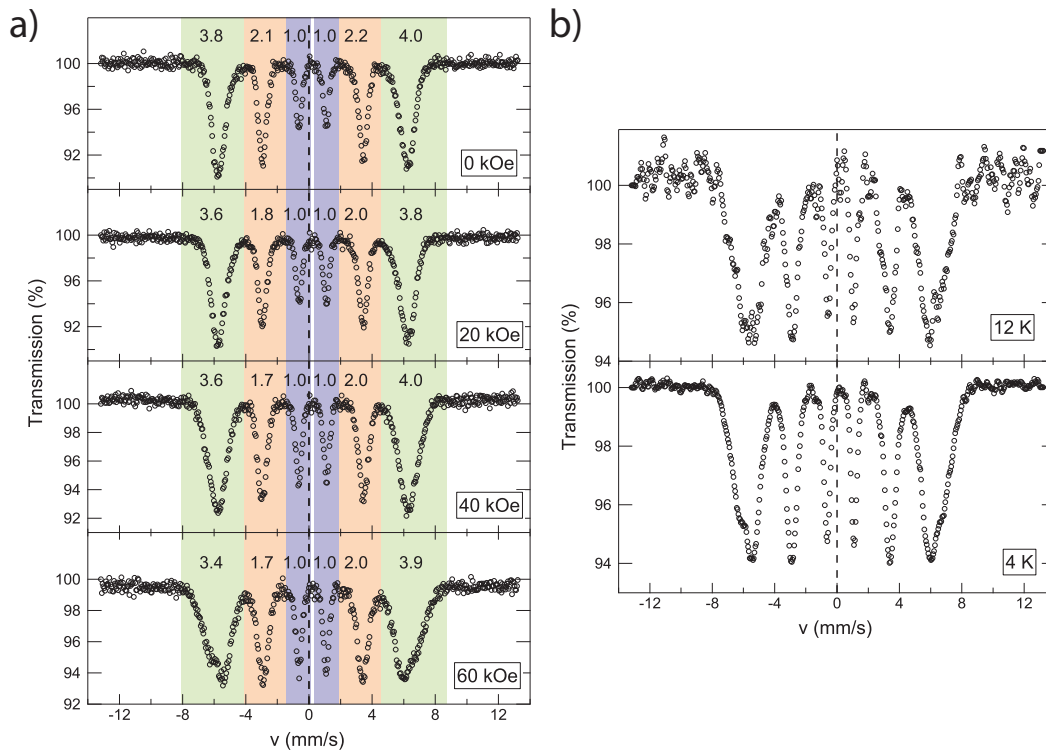 a)
3.8 2.1 1.0 1.0 2.2 4.0
100
96
92
0 kOe
3.6 1.8 1.0 1.0 2.0 3.8
100
96
92
20 kOe
3.6 1.7 1.0 1.0 2.0 4.0
100
98
96
94
92
40 kOe
3.4 1.7 1.0 1.0 2.0 3.9
100
98
96
94
92
60 kOe
Transmission (%)
-12 -8 -4 0 4 8 12
v (mm/s)
b)
100
98
96
94
12 K
100
98
96
94
4 K
Transmission (%)
-12 -8 -4 0 4 8 12
v (mm/s)